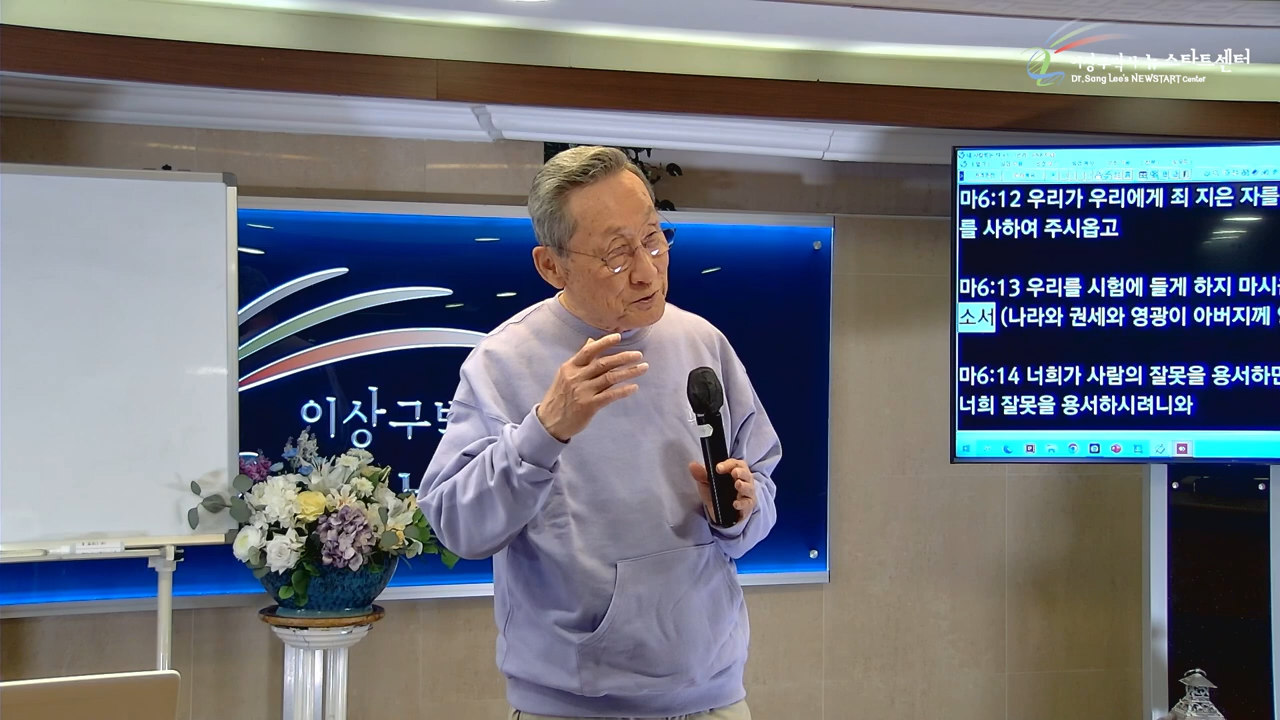 스타트센터
Dr. Sang Lee's NEWSTART Center
마6:12 우리가 우리에게 죄 지은 자를
를 사하여 주시옵고
마6:13 우리를 시험에 들게 하지 마시
소서 (나라와 권세와 영광이 아버지께
마6:14 너희가 사람의 잘못을 용서하면
너희 잘못을 용서하시려니와
이상구